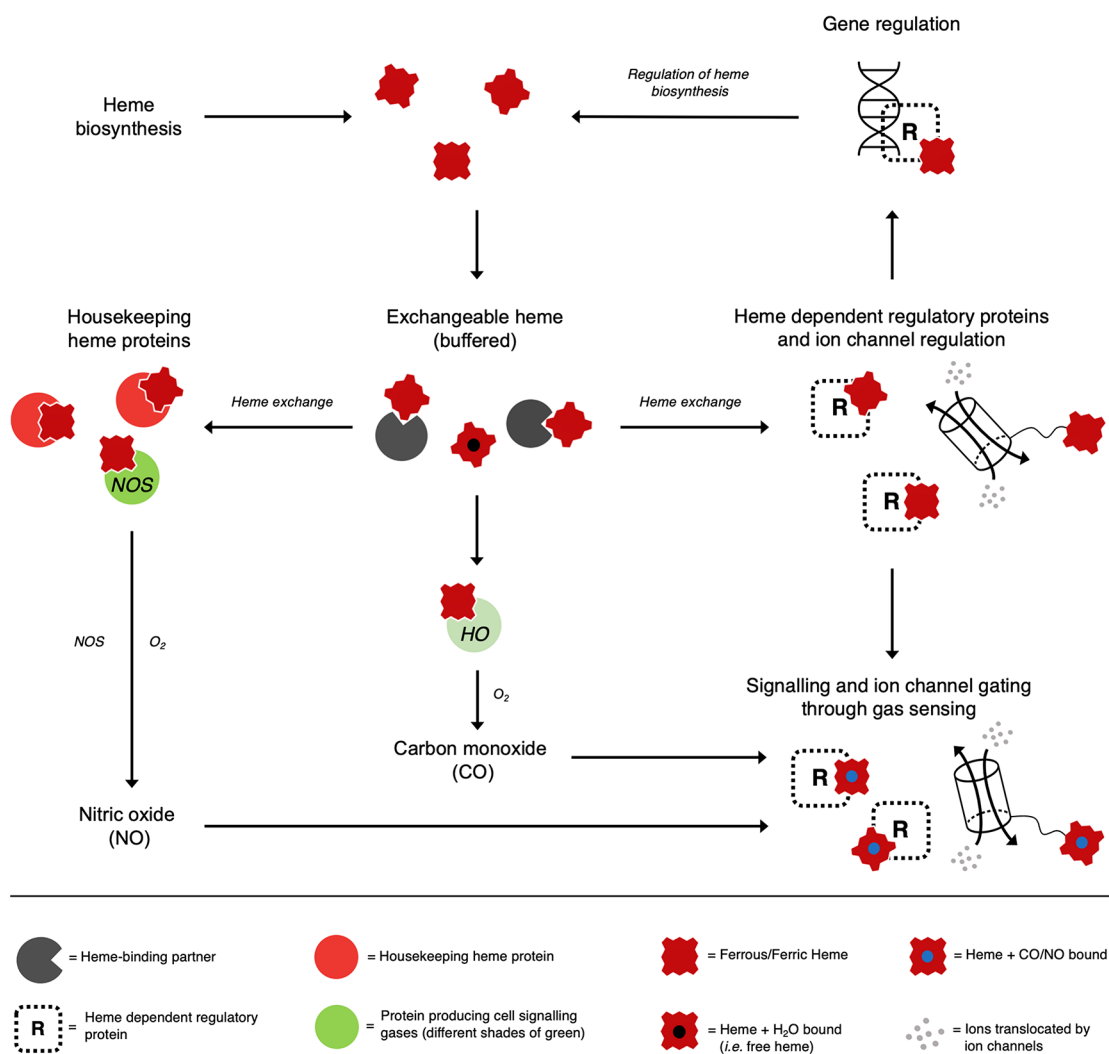 Gene regulation
Heme
biosynthesis
Regulation of heme
biosynthesis
R
Housekeeping
heme proteins
Exchangeable heme
(buffered)
Heme dependent regulatory proteins
and ion channel regulation
Heme exchange
Heme exchange
R
NOS
R
HO
NOS
O₂
O₂
Signalling and ion channel gating
through gas sensing
Carbon monoxide
(CO)
R
Nitric oxide
(NO)
R
= Heme-binding partner
= Housekeeping heme protein
= Ferrous/Ferric Heme
= Heme + CO/NO bound
R
= Heme dependent regulatory
protein
= Protein producing cell signalling
gases (different shades of green)
= Heme + H₂O bound
(i.e. free heme)
= Ions translocated by
ion channels